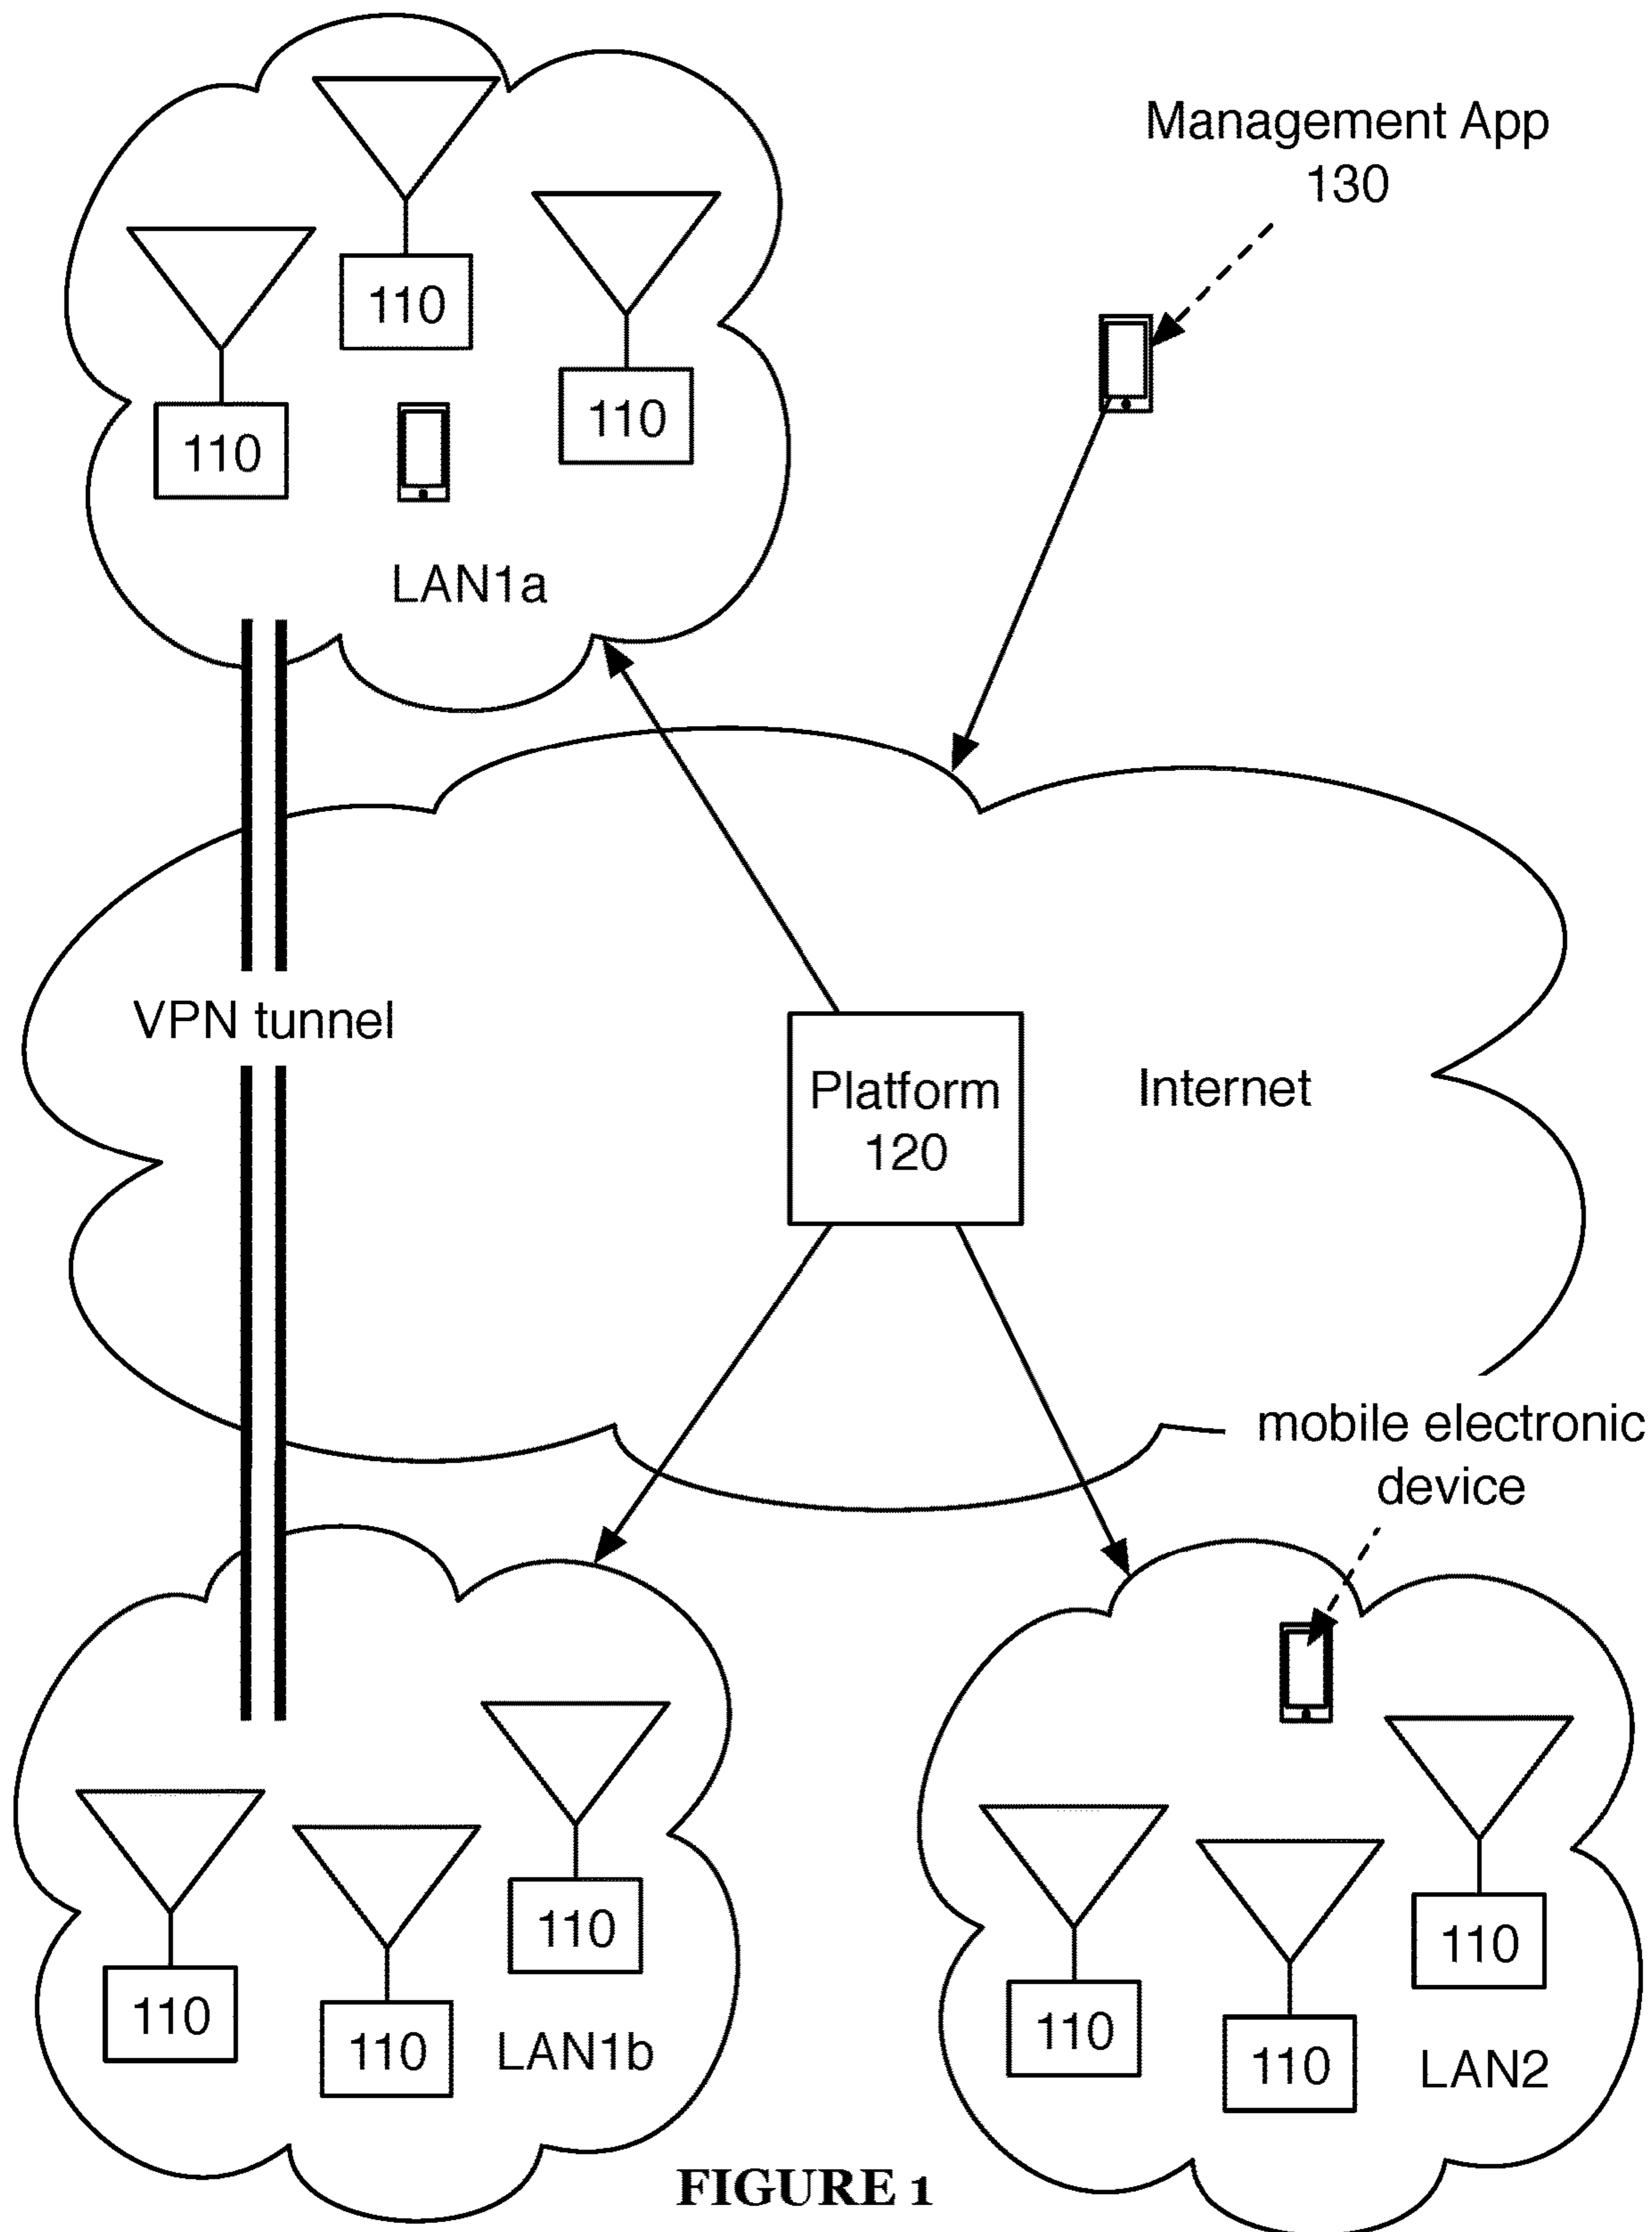 Management App
130
110
110
110
LAN1a
VPN tunnel
Platform
120
Internet
mobile electronic
device
110
110
110
LAN1b
110
110
110
LAN2
FIGURE 1